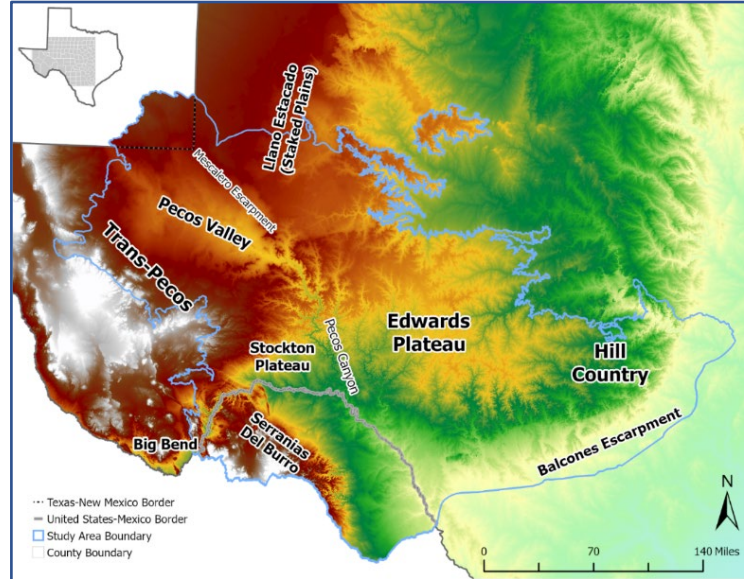 Llano Estacado
(Staked Plains)
Mescalero Escarpment
Pecos Valley
Trans-Pecos
Edwards
Plateau
Pecos Canyon
Stockton
Plateau
Hill
Country
Big Bend
Serranias
Del Burro
Balcones Escarpment
Texas-New Mexico Border
United States-Mexico Border
Study Area Boundary
County Boundary
N
0 70 140 Miles